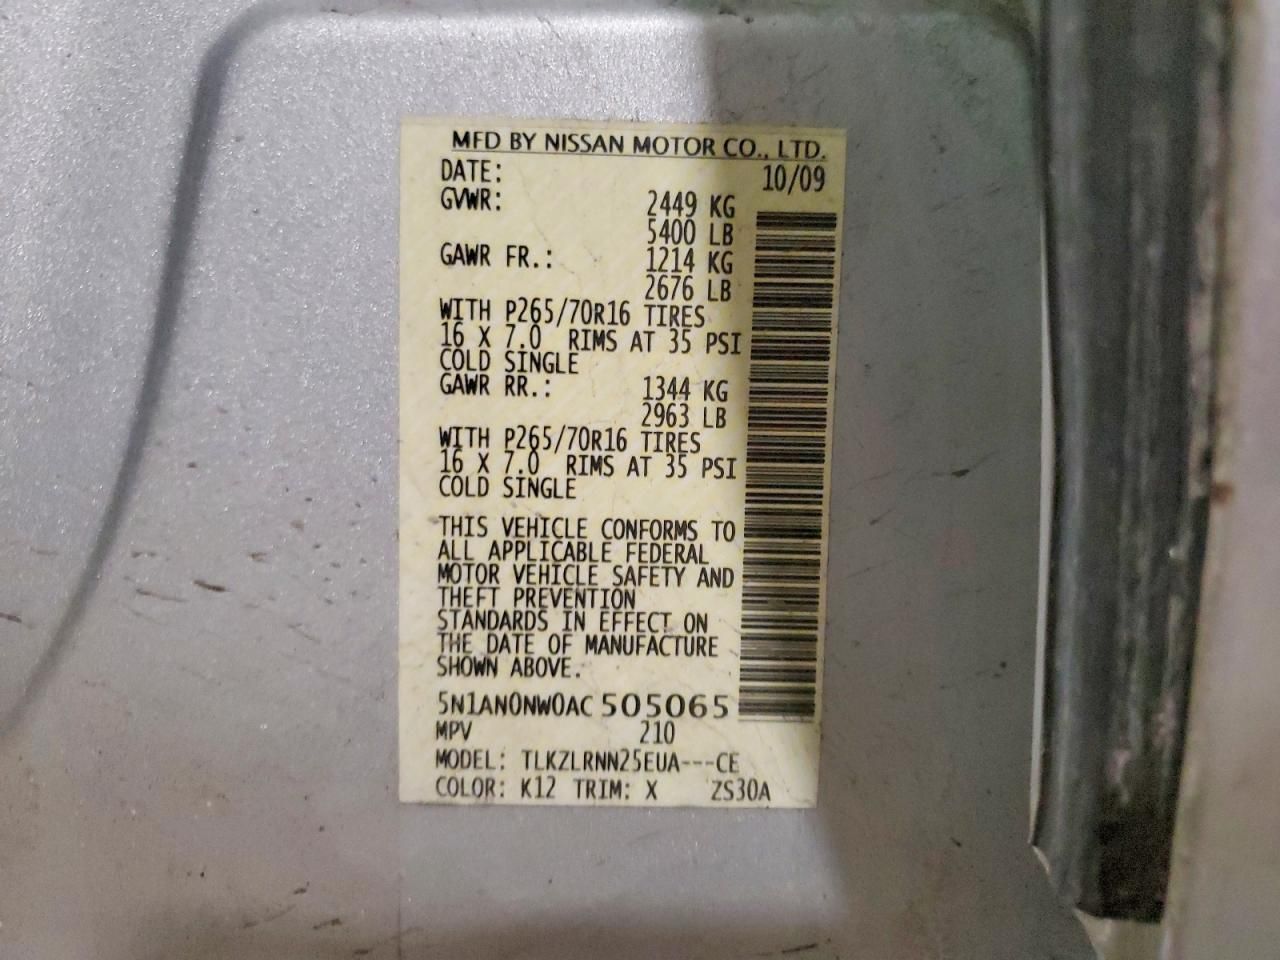 MFD BY NISSAN MOTOR CO., LTD.
DATE: 10/09
GVWR: 2449 KG
5400 LB
GAWR FR.: 1214 KG
2676 LB
WITH P265/70R16 TIRES
16 X 7.0 RIMS AT 35 PSI
COLD SINGLE
GAWR RR.: 1344 KG
2963 LB
WITH P265/70R16 TIRES
16 X 7.0 RIMS AT 35 PSI
COLD SINGLE
THIS VEHICLE CONFORMS TO
ALL APPLICABLE FEDERAL
MOTOR VEHICLE SAFETY AND
THEFT PREVENTION
STANDARDS IN EFFECT ON
THE DATE OF MANUFACTURE
SHOWN ABOVE.
5N1AN0NW0AC505065
MPV 210
MODEL: TLKZLRNN25EUA---CE
COLOR: K12 TRIM: X ZS30A